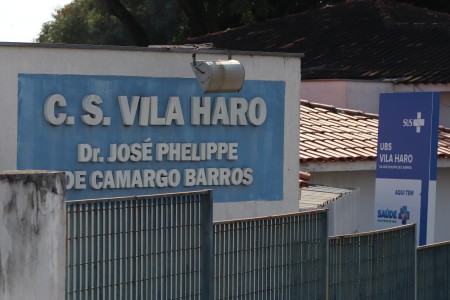 C. S. VILA HARO
Dr. JOSÉ PHELIPPE
DE CAMARGO BARROS
SUS
UBS
VILA HARO
AQUI TEM
SAÚDE